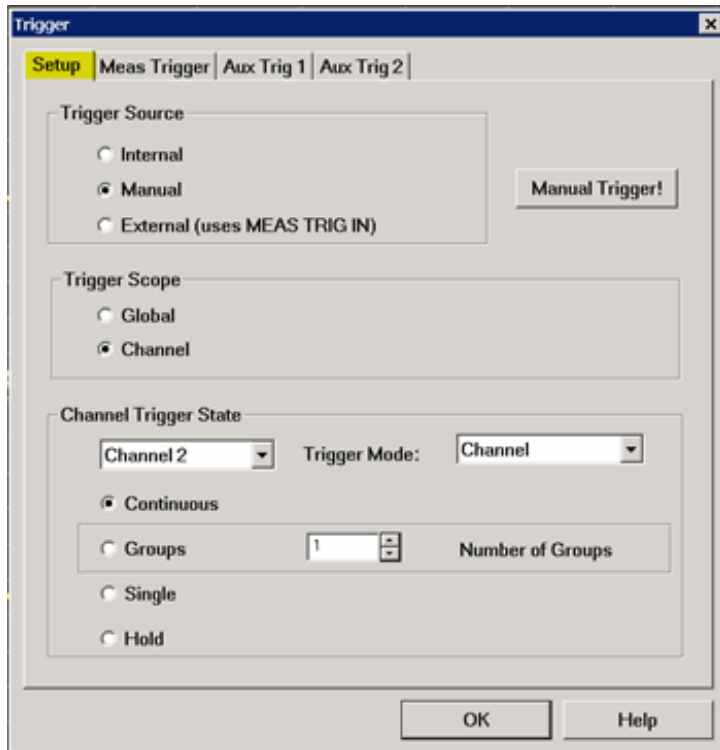 Trigger
Setup Meas Trigger Aux Trig 1 Aux Trig 2
Trigger Source
Internal
Manual
Manual Trigger!
External (uses MEAS TRIG IN)
Trigger Scope
Global
Channel
Channel Trigger State
Channel 2 Trigger Mode: Channel
Continuous
Groups 1 Number of Groups
Single
Hold
OK Help